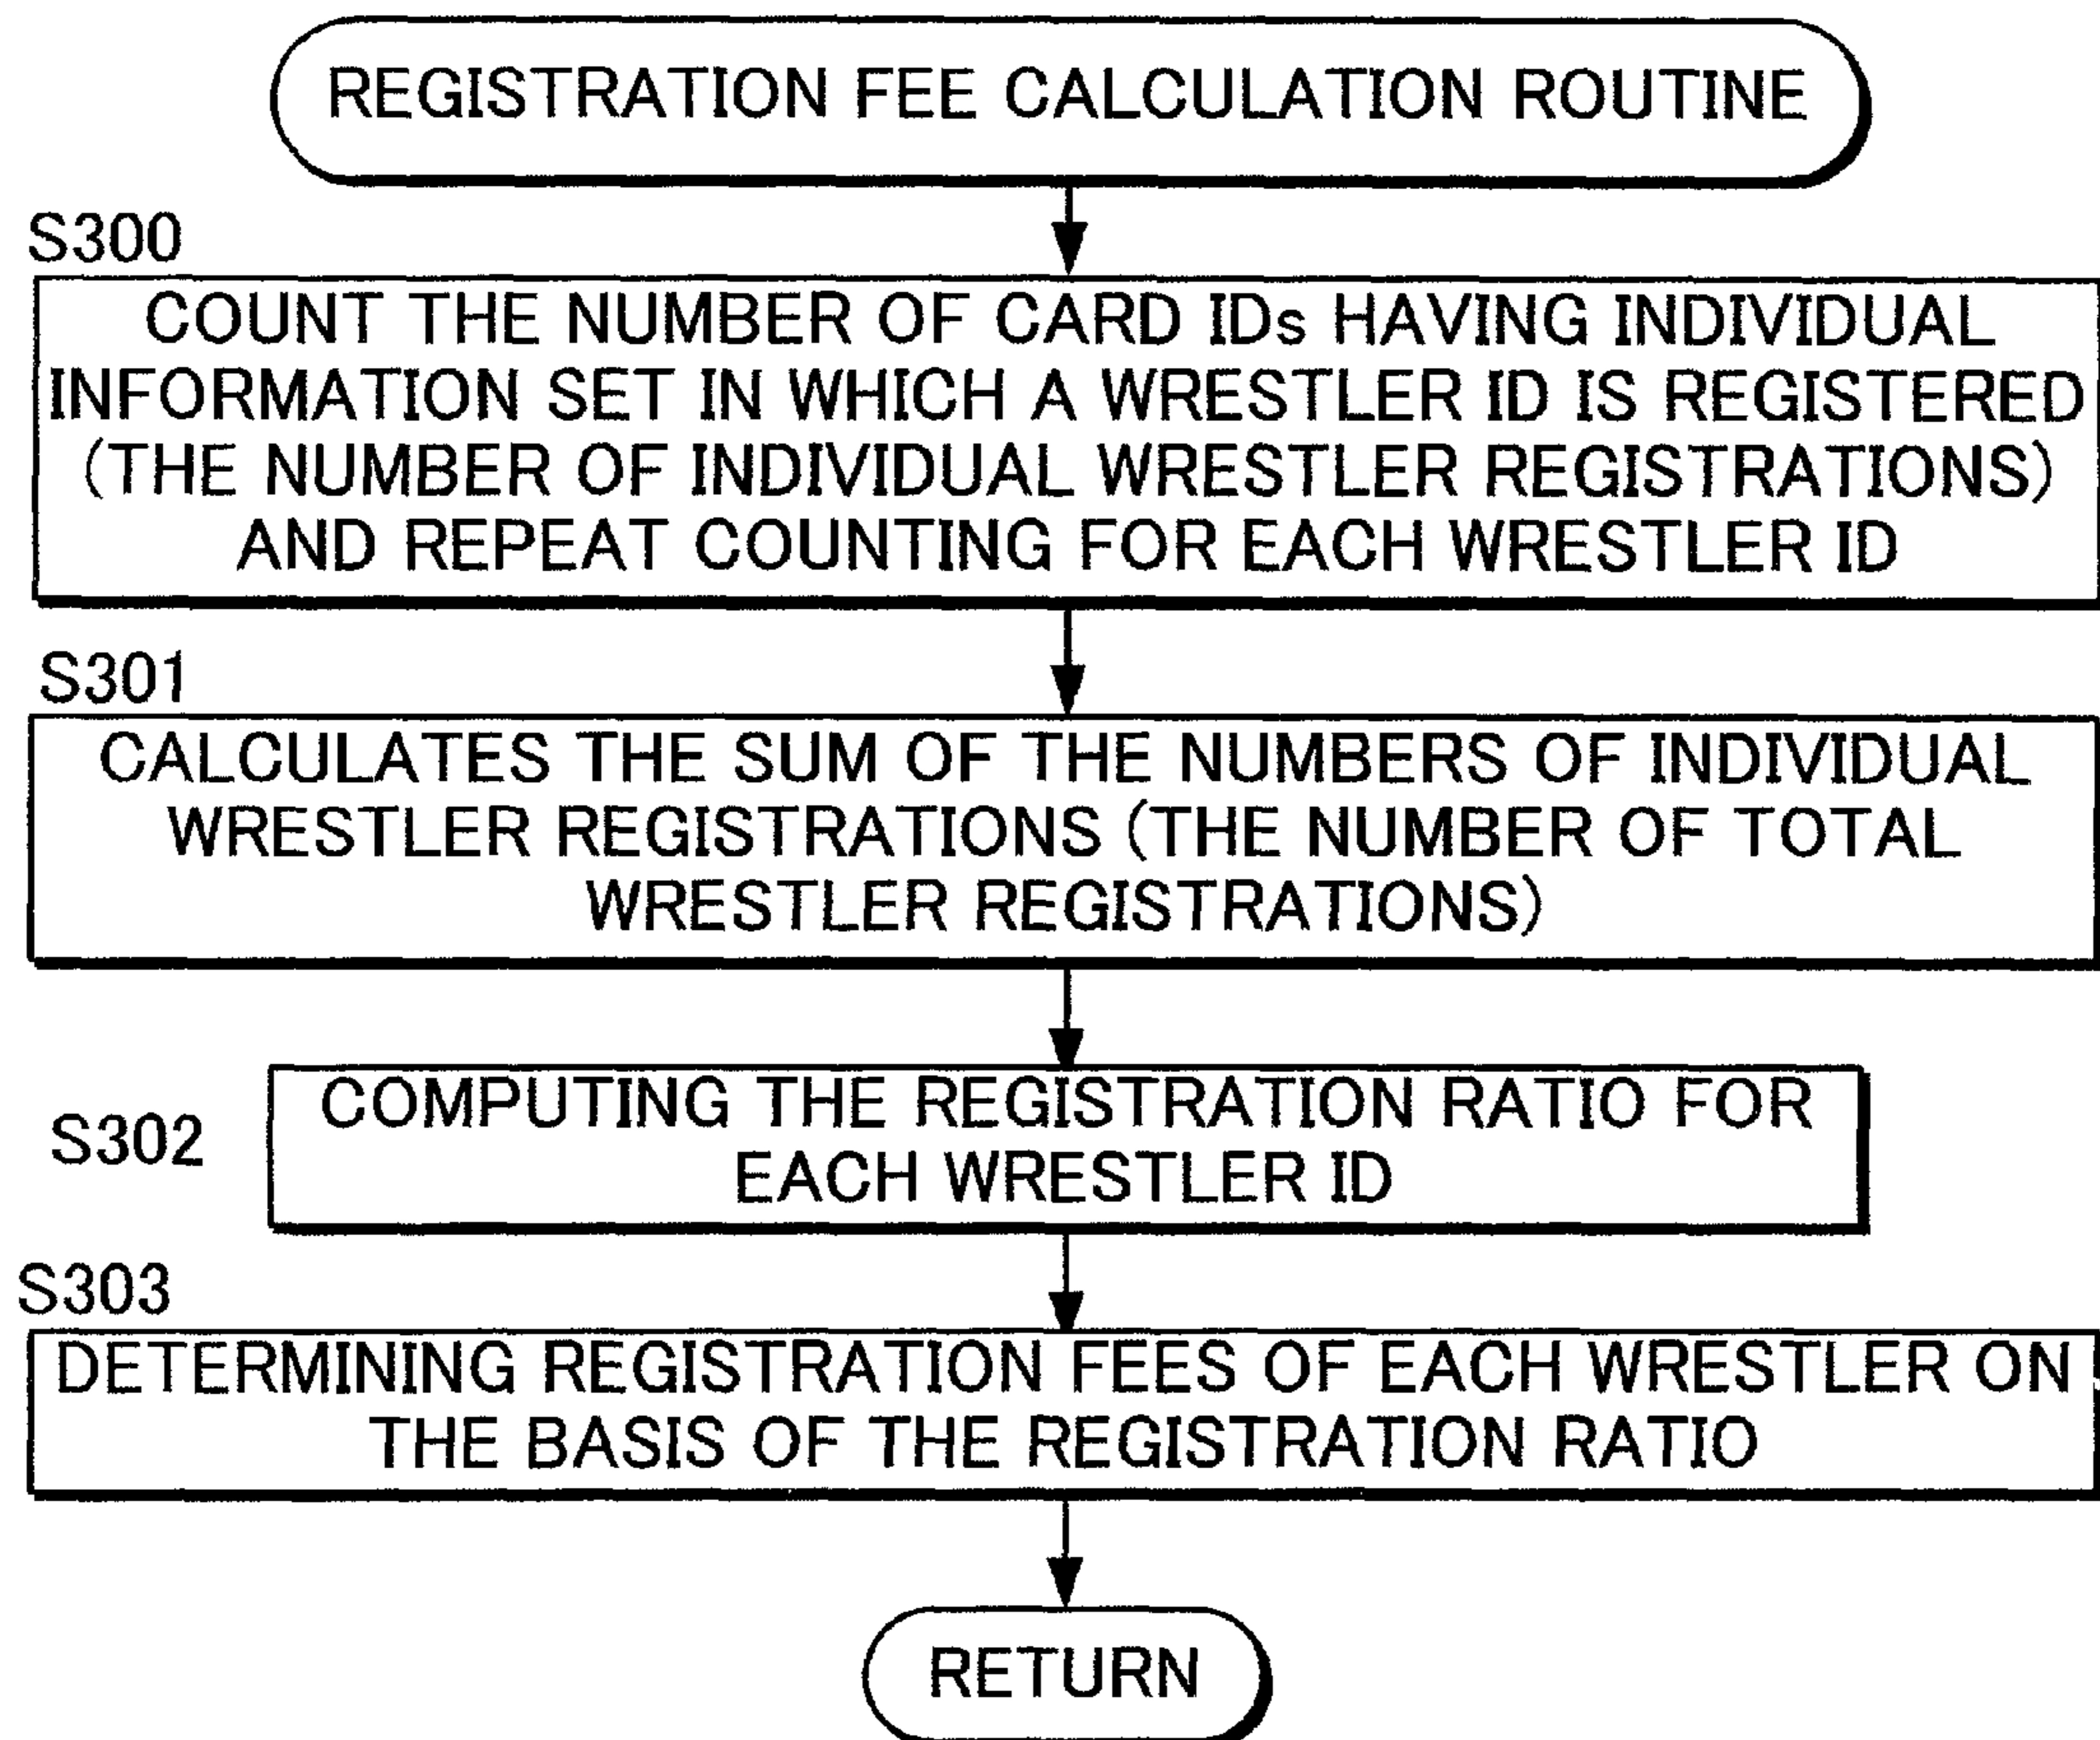 REGISTRATION FEE CALCULATION ROUTINE
S300
COUNT THE NUMBER OF CARD IDs HAVING INDIVIDUAL
INFORMATION SET IN WHICH A WRESTLER ID IS REGISTERED
(THE NUMBER OF INDIVIDUAL WRESTLER REGISTRATIONS)
AND REPEAT COUNTING FOR EACH WRESTLER ID
S301
CALCULATES THE SUM OF THE NUMBERS OF INDIVIDUAL
WRESTLER REGISTRATIONS (THE NUMBER OF TOTAL
WRESTLER REGISTRATIONS)
S302
COMPUTING THE REGISTRATION RATIO FOR
EACH WRESTLER ID
S303
DETERMINING REGISTRATION FEES OF EACH WRESTLER ON
THE BASIS OF THE REGISTRATION RATIO
RETURN